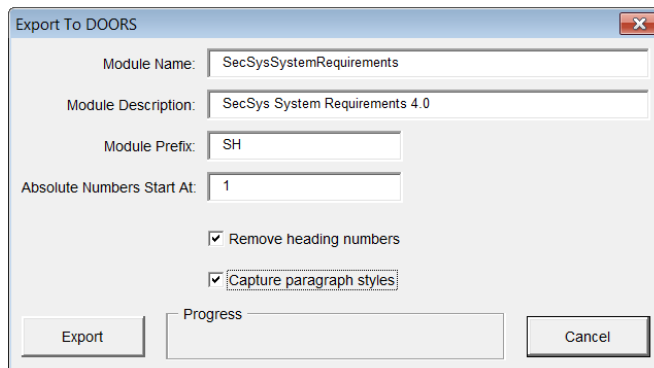 Export To DOORS
Module Name: SecSysSystemRequirements
Module Description: SecSys System Requirements 4.0
Module Prefix: SH
Absolute Numbers Start At: 1
Remove heading numbers
Capture paragraph styles
Progress
Export
Cancel